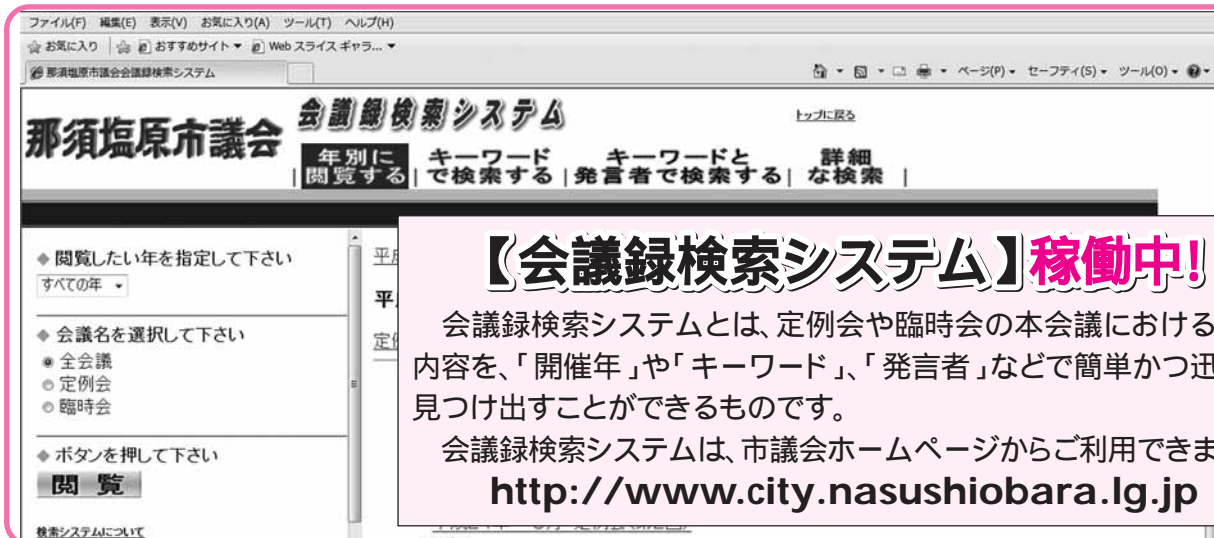 ファイル(F) 編集(E) 表示(V) お気に入り(A) ツール(T) ヘルプ(H)
お気に入り おすすめサイト Web スライス ギャラ...
那須塩原市議会会議録検索システム ページ(P) セーフティ(S) ツール(O)
那須塩原市議会 会議録検索システム トップに戻る
年別に閲覧する | キーワードで検索する | キーワードと発言者で検索する | 詳細な検索 |
◆ 閲覧したい年を指定して下さい
すべての年
◆ 会議名を選択して下さい
全会議
定例会
臨時会
◆ ボタンを押して下さい
閲 覧
検索システムについて
【会議録検索システム】稼働中!
会議録検索システムとは、定例会や臨時会の本会議における
内容を、「開催年」や「キーワード」、「発言者」などで簡単かつ迅
見つけ出すことができるものです。
会議録検索システムは、市議会ホームページからご利用できま
http://www.city.nasushiobara.lg.jp